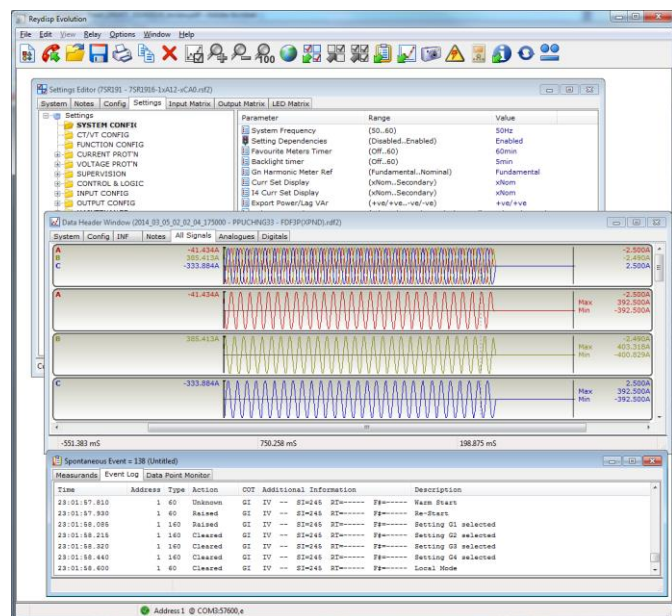 Reydisp Evolution
File Edit View Relay Options Window Help
Settings Editor (7SR191 - 7SR1916-1xA12-xCA0.rsf2)
System Notes Config Settings Input Matrix Output Matrix LED Matrix
Settings
SYSTEM CONFIG
CT/VT CONFIG
FUNCTION CONFIG
CURRENT PROT'N
VOLTAGE PROT'N
SUPERVISION
CONTROL & LOGIC
INPUT CONFIG
OUTPUT CONFIG
Parameter Range Value
System Frequency (50..60) 50Hz
Setting Dependencies (Disabled..Enabled) Enabled
Favourite Meters Timer (Off..60) 60min
Backlight timer (Off..60) 5min
Gn Harmonic Meter Ref (Fundamental..Nominal) Fundamental
Curr Set Display (xNom..Secondary) xNom
I4 Curr Set Display (xNom..Secondary) xNom
Export Power/Lag VAr (+ve/+ve..-ve/-ve) +ve/+ve
Data Header Window (2014_03_05_02_02_04_175000 - PPUCHNG33 - FDF3P(XPND).rdf2)
System Config INF Notes All Signals Analogues Digitals
A -41.434A -2.500A
B 385.413A -2.490A
C -333.884A 2.500A
A -41.434A -2.500A
Max 392.500A
Min -392.500A
B 385.413A -2.490A
Max 403.318A
Min -400.829A
C -333.884A 2.500A
Max 392.500A
Min -392.500A
-551.383 mS 750.258 mS 198.875 mS
Spontaneous Event = 138 (Untitled)
Measurands Event Log Data Point Monitor
Time Address Type Action COT Additional Information Description
23:01:57.810 1 60 Unknown GI IV -- SI=245 RT=----- F#=----- Warm Start
23:01:57.930 1 60 Raised GI IV -- SI=245 RT=----- F#=----- Re-Start
23:01:58.085 1 160 Raised GI IV -- SI=245 RT=----- F#=----- Setting G1 selected
23:01:58.215 1 160 Cleared GI IV -- SI=245 RT=----- F#=----- Setting G2 selected
23:01:58.320 1 160 Cleared GI IV -- SI=245 RT=----- F#=----- Setting G3 selected
23:01:58.440 1 160 Cleared GI IV -- SI=245 RT=----- F#=----- Setting G4 selected
23:01:58.600 1 60 Cleared GI IV -- SI=245 RT=----- F#=----- Local Mode
Address 1 @ COM3:57600,e